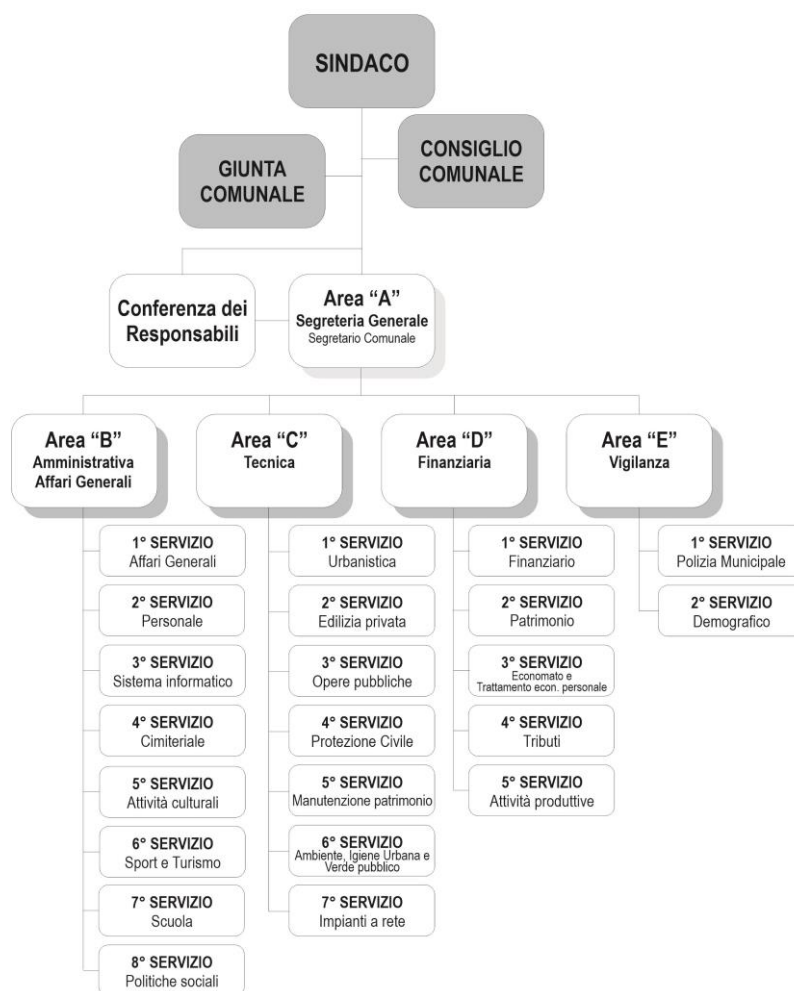 SINDACO
GIUNTA
COMUNALE
CONSIGLIO
COMUNALE
Conferenza dei
Responsabili
Area “A”
Segreteria Generale
Segretario Comunale
Area “B”
Amministrativa
Affari Generali
1° SERVIZIO
Affari Generali
2° SERVIZIO
Personale
3° SERVIZIO
Sistema informatico
4° SERVIZIO
Cimiteriale
5° SERVIZIO
Attività culturali
6° SERVIZIO
Sport e Turismo
7° SERVIZIO
Scuola
8° SERVIZIO
Politiche sociali
Area “C”
Tecnica
1° SERVIZIO
Urbanistica
2° SERVIZIO
Edilizia privata
3° SERVIZIO
Opere pubbliche
4° SERVIZIO
Protezione Civile
5° SERVIZIO
Manutenzione patrimonio
6° SERVIZIO
Ambiente, Igiene Urbana e
Verde pubblico
7° SERVIZIO
Impianti a rete
Area “D”
Finanziaria
1° SERVIZIO
Finanziario
2° SERVIZIO
Patrimonio
3° SERVIZIO
Economato e
Trattamento econ. personale
4° SERVIZIO
Tributi
5° SERVIZIO
Attività produttive
Area “E”
Vigilanza
1° SERVIZIO
Polizia Municipale
2° SERVIZIO
Demografico